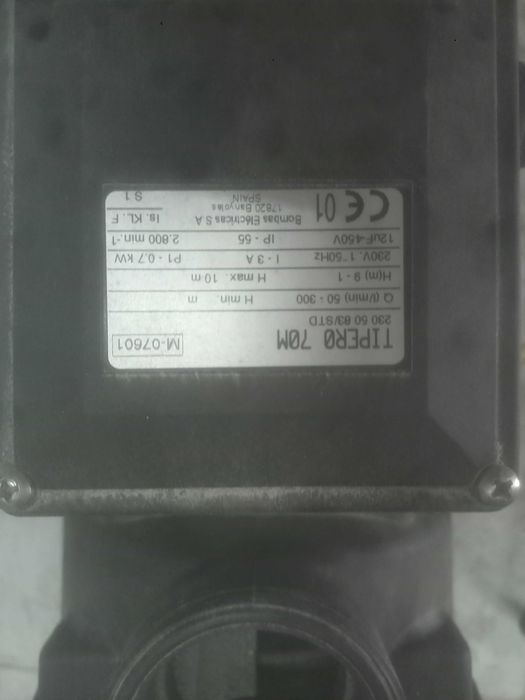 TIPER0 70M M-07601
230 50 83/STD
Q (l/min) 50 - 300 H min. m
H(m) 9 - 1 H max. 10 m
230V. 1~50Hz I - 3 A P1 - 0.7 kW
12uF-450V IP - 55 2.800 min.-1
CE 01 Bombas Eléctricas S A Is. KL. F
17820 Banyoles
SPAIN S 1